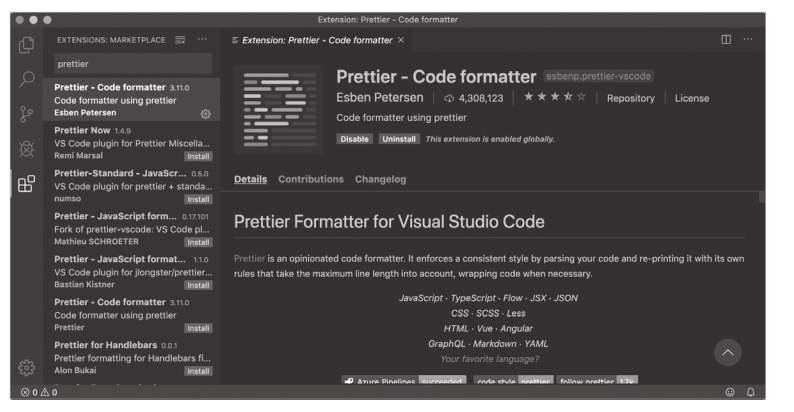 Extension: Prettier - Code formatter
EXTENSIONS: MARKETPLACE
prettier
Prettier - Code formatter 3.11.0
Code formatter using prettier
Esben Petersen
Prettier Now 1.4.9
VS Code plugin for Prettier Miscella...
Remi Marsal Install
Prettier-Standard - JavaScr... 0.5.0
VS Code plugin for prettier + standa...
numso Install
Prettier - JavaScript form... 0.17.101
Fork of prettier-vscode: VS Code pl...
Mathieu SCHROETER Install
Prettier - JavaScript format... 1.1.0
VS Code plugin for jlongster/prettier...
Bastian Kistner Install
Prettier - Code formatter 3.11.0
Code formatter using prettier
Prettier Install
Prettier for Handlebars 0.0.1
Prettier formatting for Handlebars fi...
Alon Bukai Install
Extension: Prettier - Code formatter
Prettier - Code formatter esbenp.prettier-vscode
Esben Petersen 4,308,123 Repository License
Code formatter using prettier
Disable Uninstall This extension is enabled globally.
Details Contributions Changelog
Prettier Formatter for Visual Studio Code
Prettier is an opinionated code formatter. It enforces a consistent style by parsing your code and re-printing it with its own
rules that take the maximum line length into account, wrapping code when necessary.
JavaScript · TypeScript · Flow · JSX · JSON
CSS · SCSS · Less
HTML · Vue · Angular
GraphQL · Markdown · YAML
Your favorite language?
Azure Pipelines succeeded code style prettier follow prettier
0 0